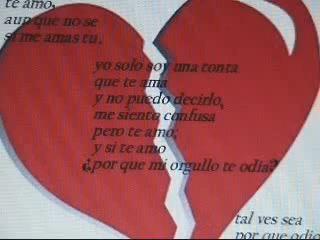 te amo,
aun que no se
si me amas tu.
yo solo soy una tonta
que te ama
y no puedo decirlo,
me siento confusa
pero te amo;
y si te amo
¿por que mi orgullo te odia?
tal ves sea
por que odio